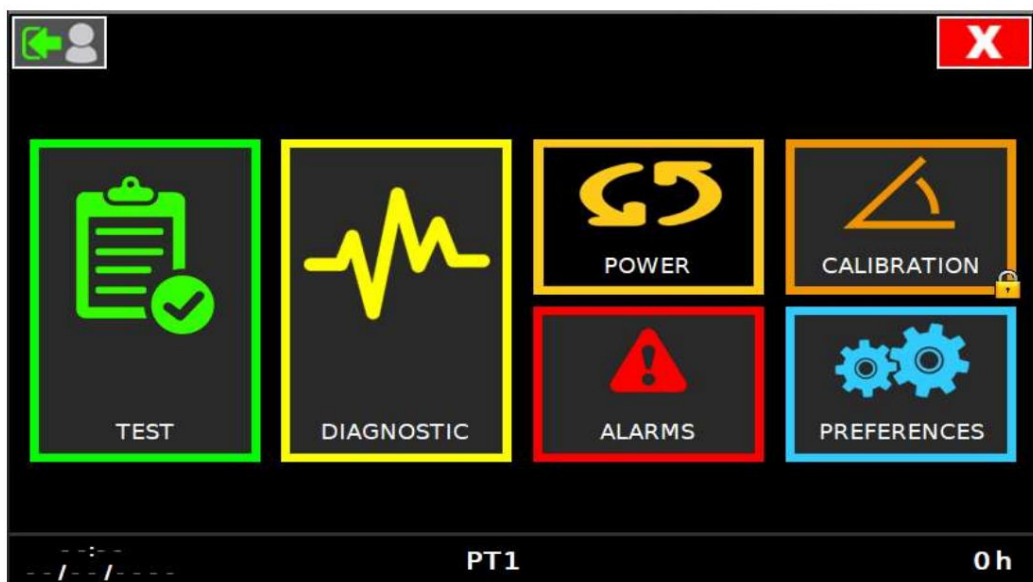 X
POWER
CALIBRATION
TEST
DIAGNOSTIC
ALARMS
PREFERENCES
--:--
--/--/----
PT1
0 h